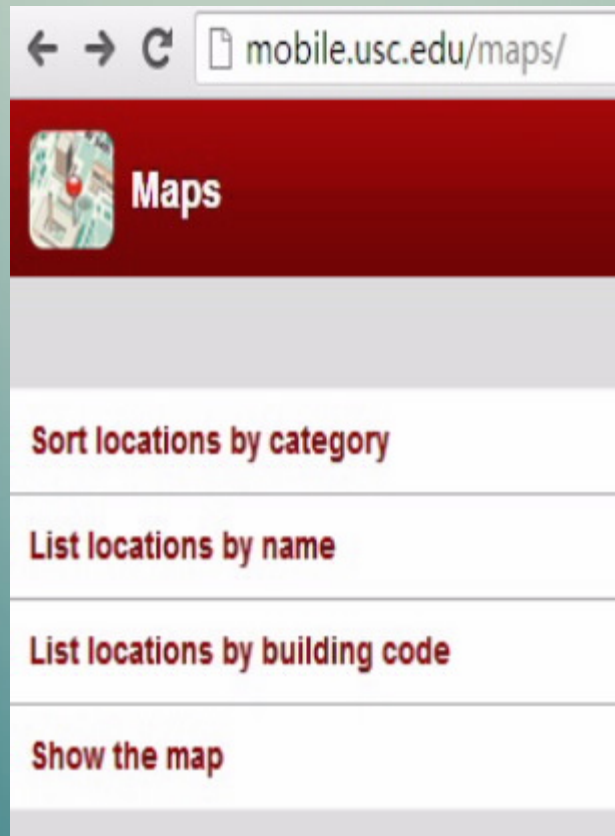 mobile.usc.edu/maps/
Maps
Sort locations by category
List locations by name
List locations by building code
Show the map